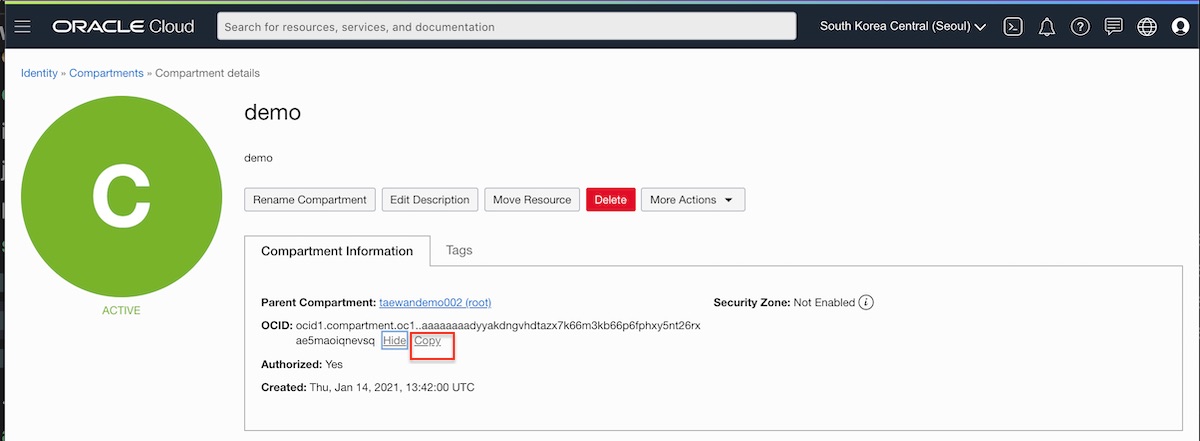 ORACLE Cloud
Search for resources, services, and documentation
South Korea Central (Seoul)
Identity » Compartments » Compartment details
C
ACTIVE
demo
demo
Rename Compartment
Edit Description
Move Resource
Delete
More Actions
Compartment Information
Tags
Parent Compartment: taewandemo002 (root)
Security Zone: Not Enabled
OCID: ocid1.compartment.oc1..aaaaaaaadyyakdngvhdtazx7k66m3kb66p6fphxy5nt26rx
ae5maoiqnevsq Hide Copy
Authorized: Yes
Created: Thu, Jan 14, 2021, 13:42:00 UTC